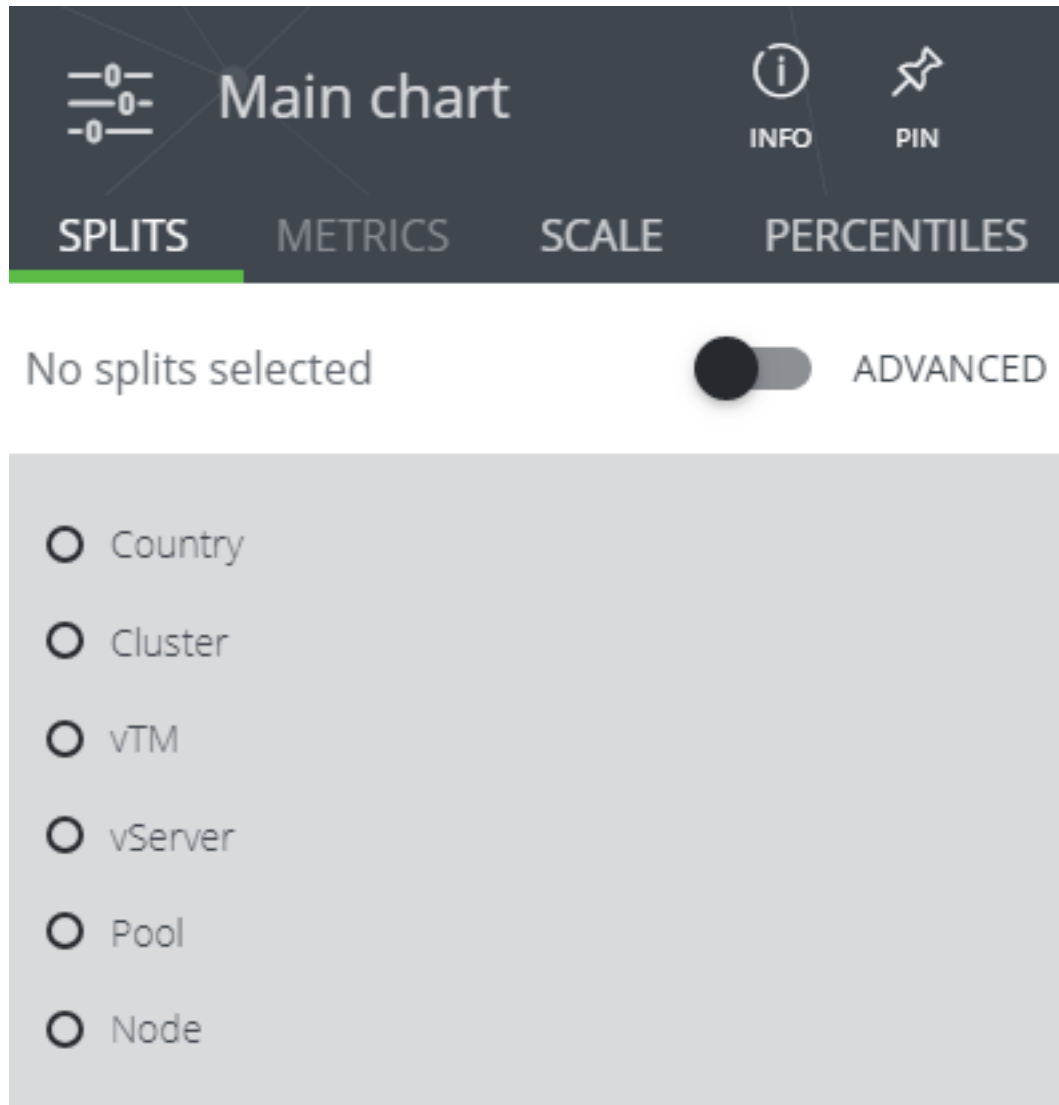 Main chart
INFO PIN
SPLITS METRICS SCALE PERCENTILES
No splits selected ADVANCED
Country
Cluster
vTM
vServer
Pool
Node